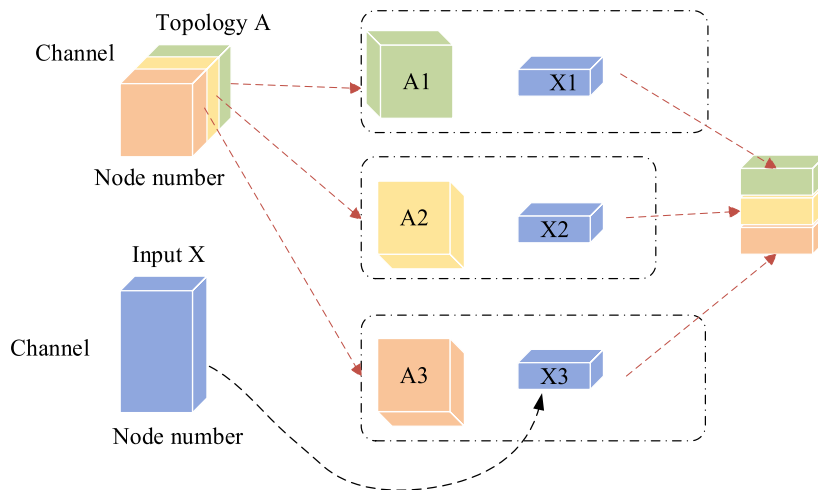 Topology A
Channel
Node number
A1
X1
A2
X2
Input X
Channel
Node number
A3
X3